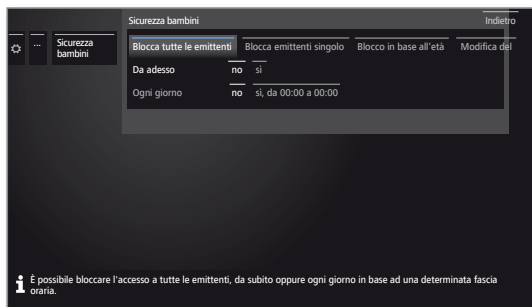 Sicurezza bambini
Indietro
...
Sicurezza bambini
Blocca tutte le emittenti Blocca emittenti singolo Blocco in base all'età Modifica del
Da adesso no sì
Ogni giorno no sì, da 00:00 a 00:00
È possibile bloccare l'accesso a tutte le emittenti, da subito oppure ogni giorno in base ad una determinata fascia
oraria.